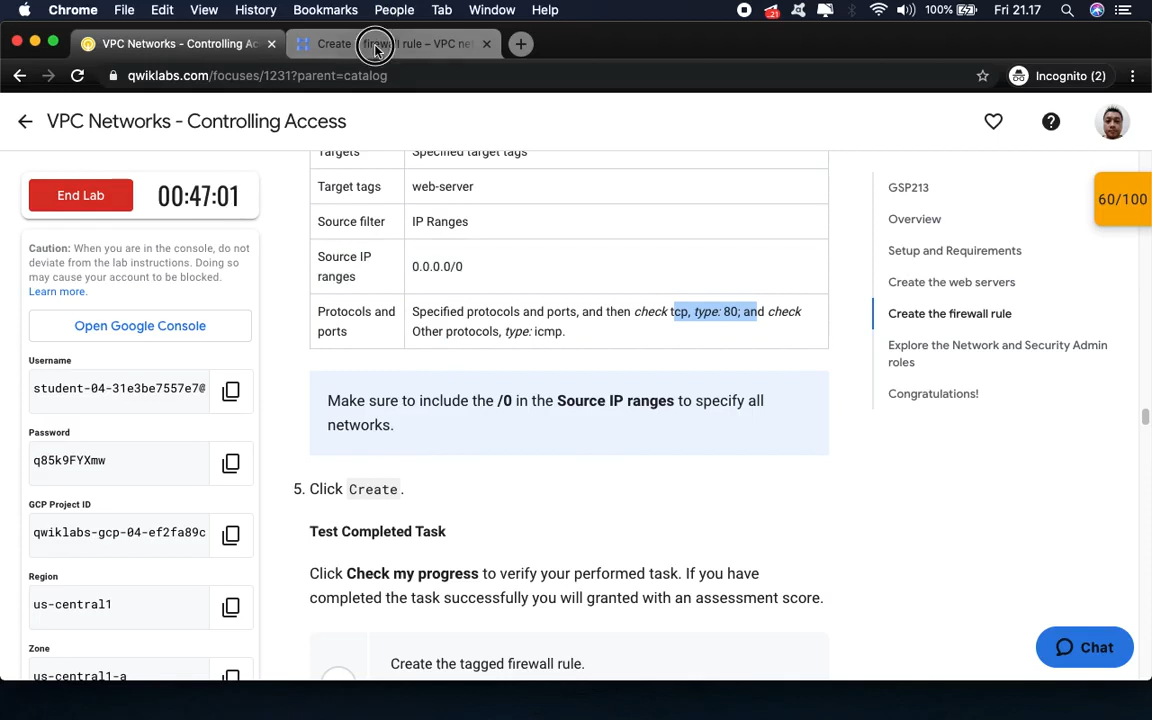 Chrome File Edit View History Bookmarks People Tab Window Help
21 100% Fri 21.17
VPC Networks - Controlling Ac
Create firewall rule – VPC net
qwiklabs.com/focuses/1231?parent=catalog
Incognito (2)
VPC Networks - Controlling Access
End Lab 00:47:01
Caution: When you are in the console, do not
deviate from the lab instructions. Doing so
may cause your account to be blocked.
Learn more.
Open Google Console
Username
student-04-31e3be7557e7@
Password
q85k9FYXmw
GCP Project ID
qwiklabs-gcp-04-ef2fa89c
Region
us-central1
Zone
us-central1-a
Targets Specified target tags
Target tags web-server
Source filter IP Ranges
Source IP
ranges
0.0.0.0/0
Protocols and
ports
Specified protocols and ports, and then check tcp, type: 80; and check
Other protocols, type: icmp.
Make sure to include the /0 in the Source IP ranges to specify all
networks.
5. Click Create.
Test Completed Task
Click Check my progress to verify your performed task. If you have
completed the task successfully you will granted with an assessment score.
Create the tagged firewall rule.
GSP213
Overview
Setup and Requirements
Create the web servers
Create the firewall rule
Explore the Network and Security Admin
roles
Congratulations!
60/100
Chat